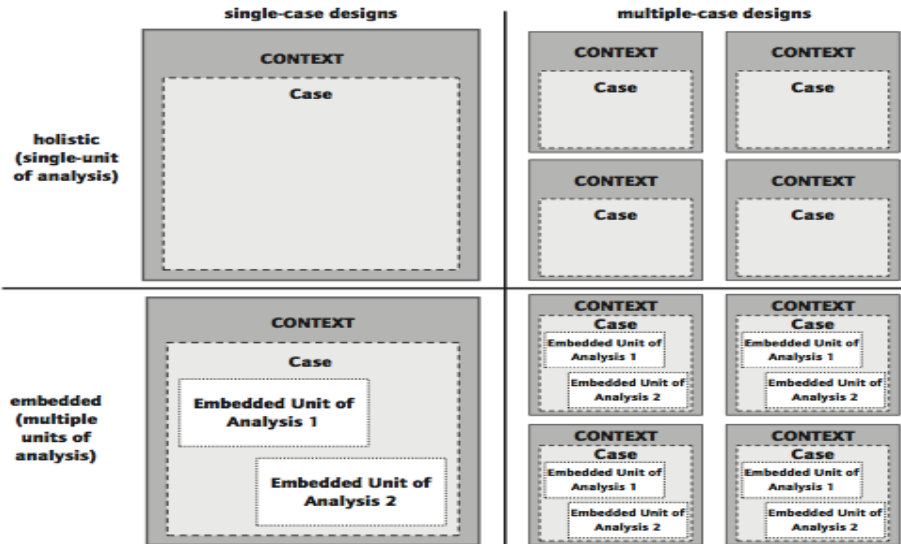 single-case designs
multiple-case designs
holistic
(single-unit
of analysis)
CONTEXT
Case
CONTEXT
Case
CONTEXT
Case
CONTEXT
Case
CONTEXT
Case
embedded
(multiple
units of
analysis)
CONTEXT
Case
Embedded Unit of
Analysis 1
Embedded Unit of
Analysis 2
CONTEXT
Case
Embedded Unit of
Analysis 1
Embedded Unit of
Analysis 2
CONTEXT
Case
Embedded Unit of
Analysis 1
Embedded Unit of
Analysis 2
CONTEXT
Case
Embedded Unit of
Analysis 1
Embedded Unit of
Analysis 2
CONTEXT
Case
Embedded Unit of
Analysis 1
Embedded Unit of
Analysis 2